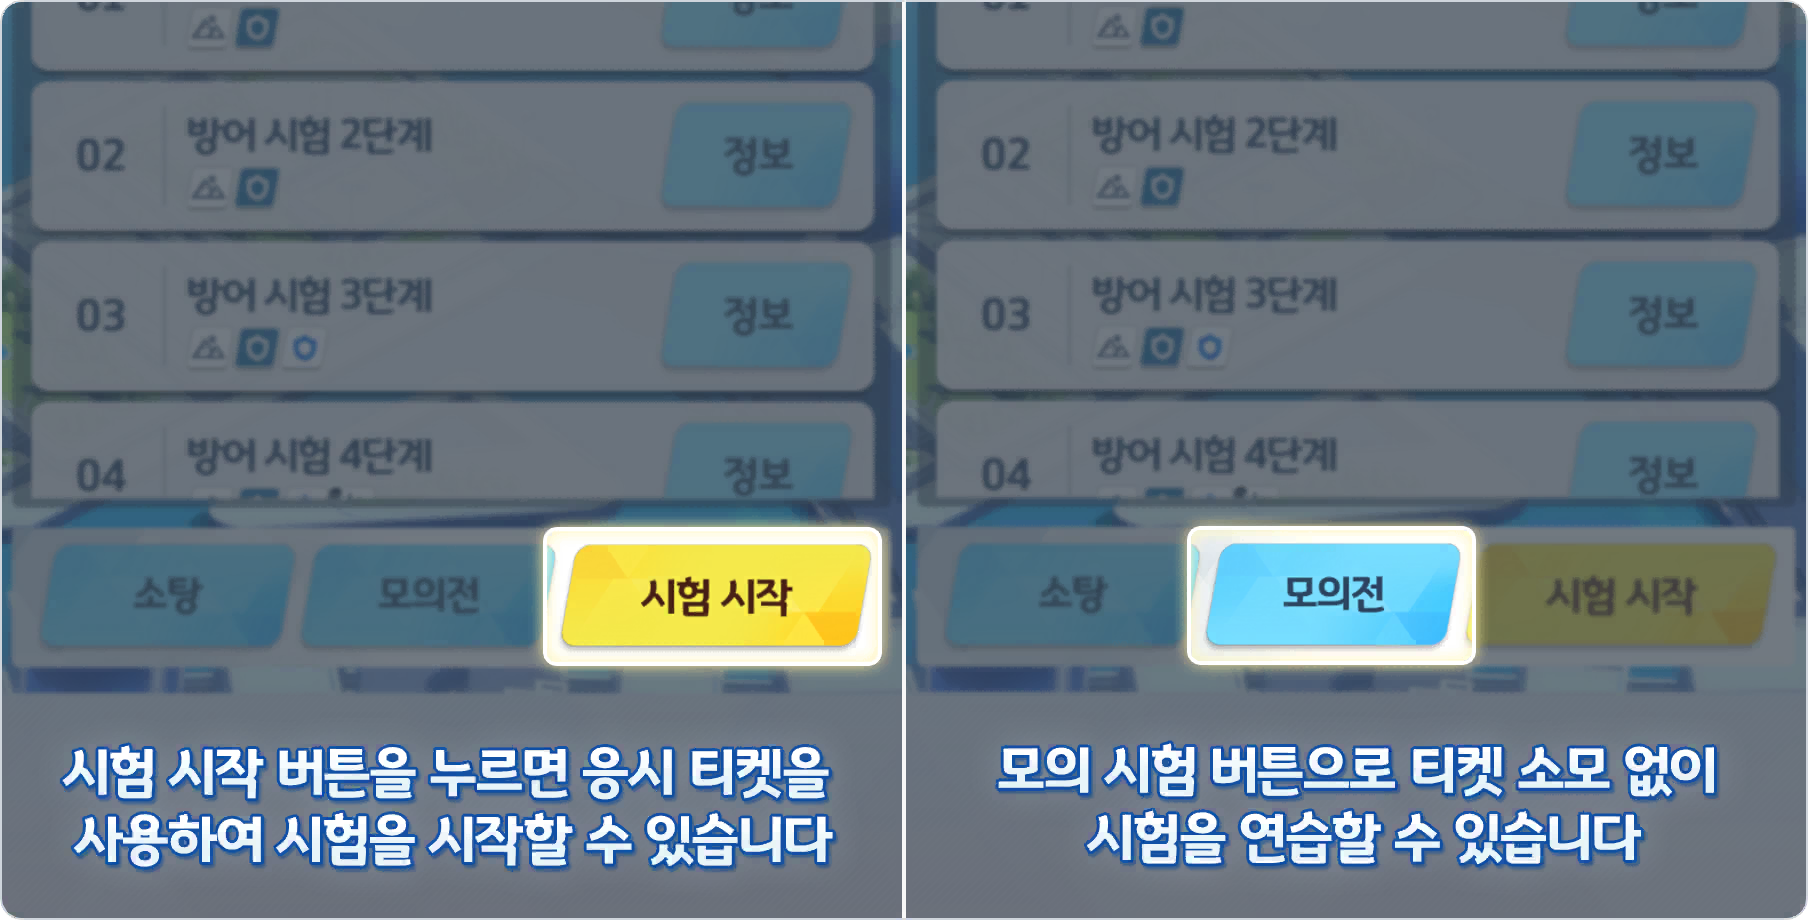 02
방어 시험 2단계
정보
03
방어 시험 3단계
정보
04
방어 시험 4단계
정보
소탕
모의전
시험 시작
시험 시작 버튼을 누르면 응시 티켓을
사용하여 시험을 시작할 수 있습니다
02
방어 시험 2단계
정보
03
방어 시험 3단계
정보
04
방어 시험 4단계
정보
소탕
모의전
시험 시작
모의 시험 버튼으로 티켓 소모 없이
시험을 연습할 수 있습니다